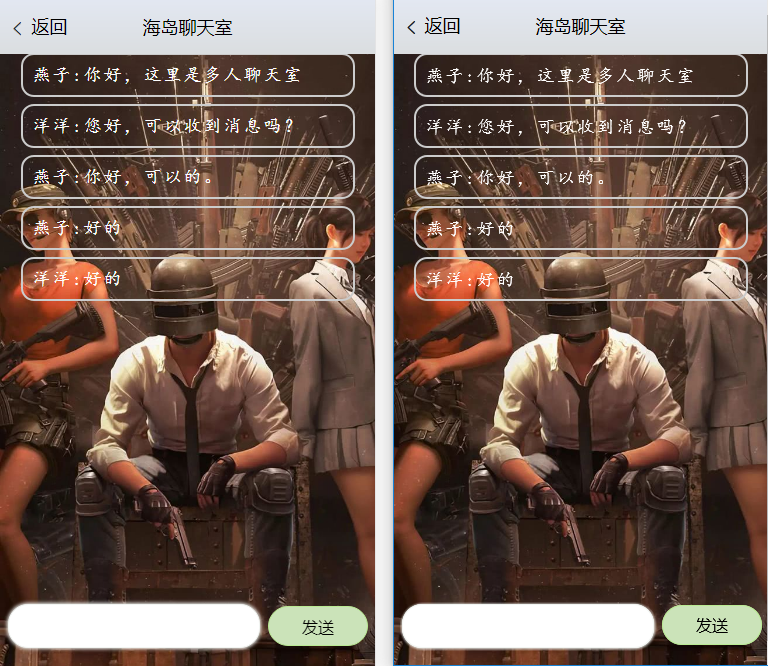 返回 海岛聊天室
燕子:你好，这里是多人聊天室
洋洋:您好，可以收到消息吗？
燕子:你好，可以的。
燕子:好的
洋洋:好的
发送
返回 海岛聊天室
燕子:你好，这里是多人聊天室
洋洋:您好，可以收到消息吗？
燕子:你好，可以的。
燕子:好的
洋洋:好的
发送